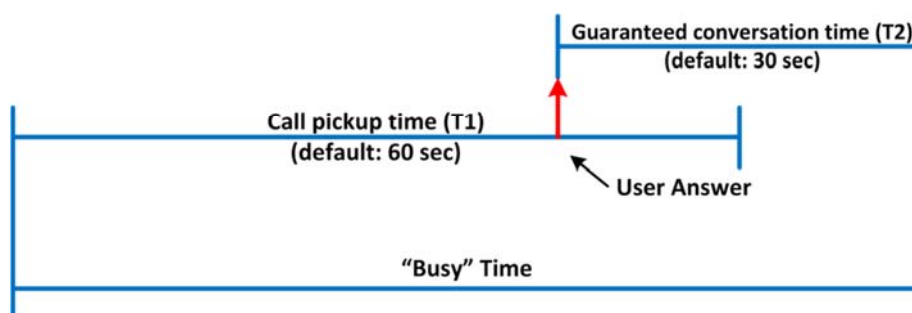 Guaranteed conversation time (T2)
(default: 30 sec)
Call pickup time (T1)
(default: 60 sec)
User Answer
“Busy” Time